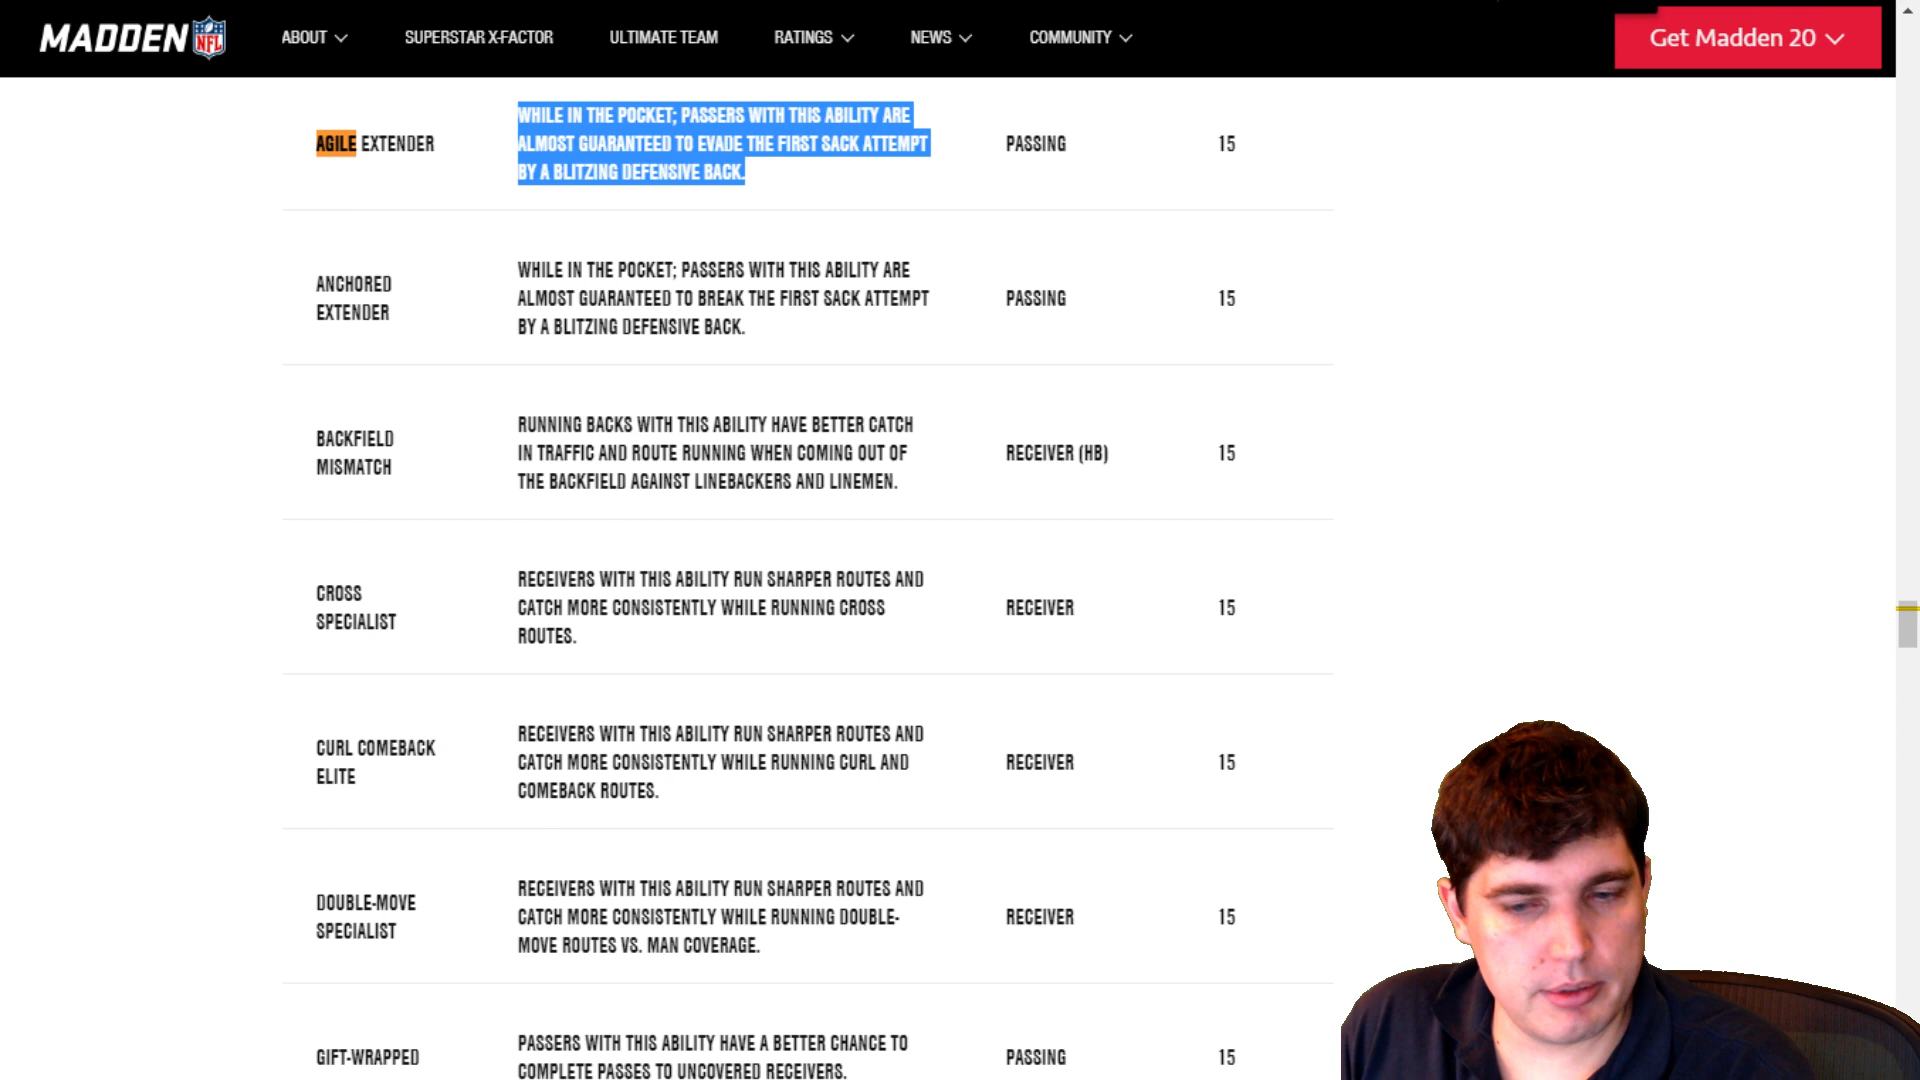 MADDEN NFL ABOUT SUPERSTAR X-FACTOR ULTIMATE TEAM RATINGS NEWS COMMUNITY Get Madden 20
WHILE IN THE POCKET; PASSERS WITH THIS ABILITY ARE
AGILE EXTENDER ALMOST GUARANTEED TO EVADE THE FIRST SACK ATTEMPT PASSING 15
BY A BLITZING DEFENSIVE BACK.
ANCHORED
EXTENDER
WHILE IN THE POCKET; PASSERS WITH THIS ABILITY ARE
ALMOST GUARANTEED TO BREAK THE FIRST SACK ATTEMPT
BY A BLITZING DEFENSIVE BACK.
PASSING 15
BACKFIELD
MISMATCH
RUNNING BACKS WITH THIS ABILITY HAVE BETTER CATCH
IN TRAFFIC AND ROUTE RUNNING WHEN COMING OUT OF
THE BACKFIELD AGAINST LINEBACKERS AND LINEMEN.
RECEIVER (HB) 15
CROSS
SPECIALIST
RECEIVERS WITH THIS ABILITY RUN SHARPER ROUTES AND
CATCH MORE CONSISTENTLY WHILE RUNNING CROSS
ROUTES.
RECEIVER 15
CURL COMEBACK
ELITE
RECEIVERS WITH THIS ABILITY RUN SHARPER ROUTES AND
CATCH MORE CONSISTENTLY WHILE RUNNING CURL AND
COMEBACK ROUTES.
RECEIVER 15
DOUBLE-MOVE
SPECIALIST
RECEIVERS WITH THIS ABILITY RUN SHARPER ROUTES AND
CATCH MORE CONSISTENTLY WHILE RUNNING DOUBLE-
MOVE ROUTES VS. MAN COVERAGE.
RECEIVER 15
GIFT-WRAPPED
PASSERS WITH THIS ABILITY HAVE A BETTER CHANCE TO
COMPLETE PASSES TO UNCOVERED RECEIVERS.
PASSING 15